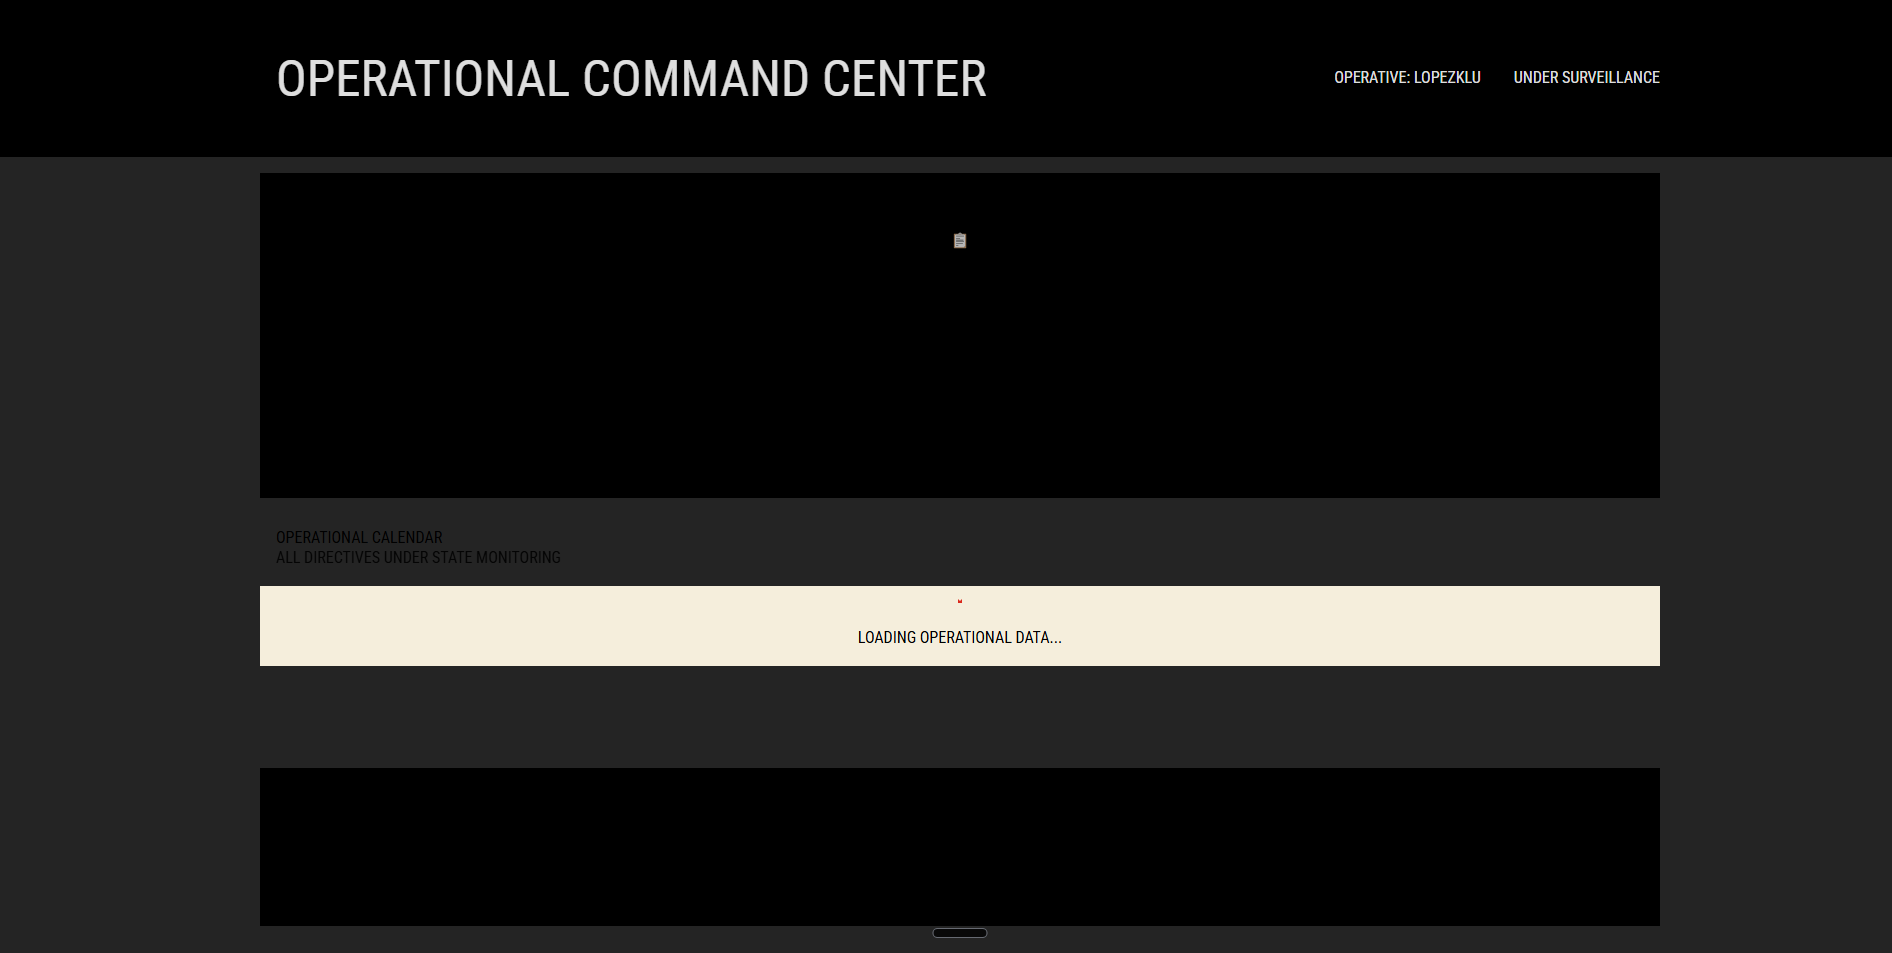 OPERATIONAL COMMAND CENTER
OPERATIVE: LOPEZKLU
UNDER SURVEILLANCE
OPERATIONAL CALENDAR
ALL DIRECTIVES UNDER STATE MONITORING
LOADING OPERATIONAL DATA...